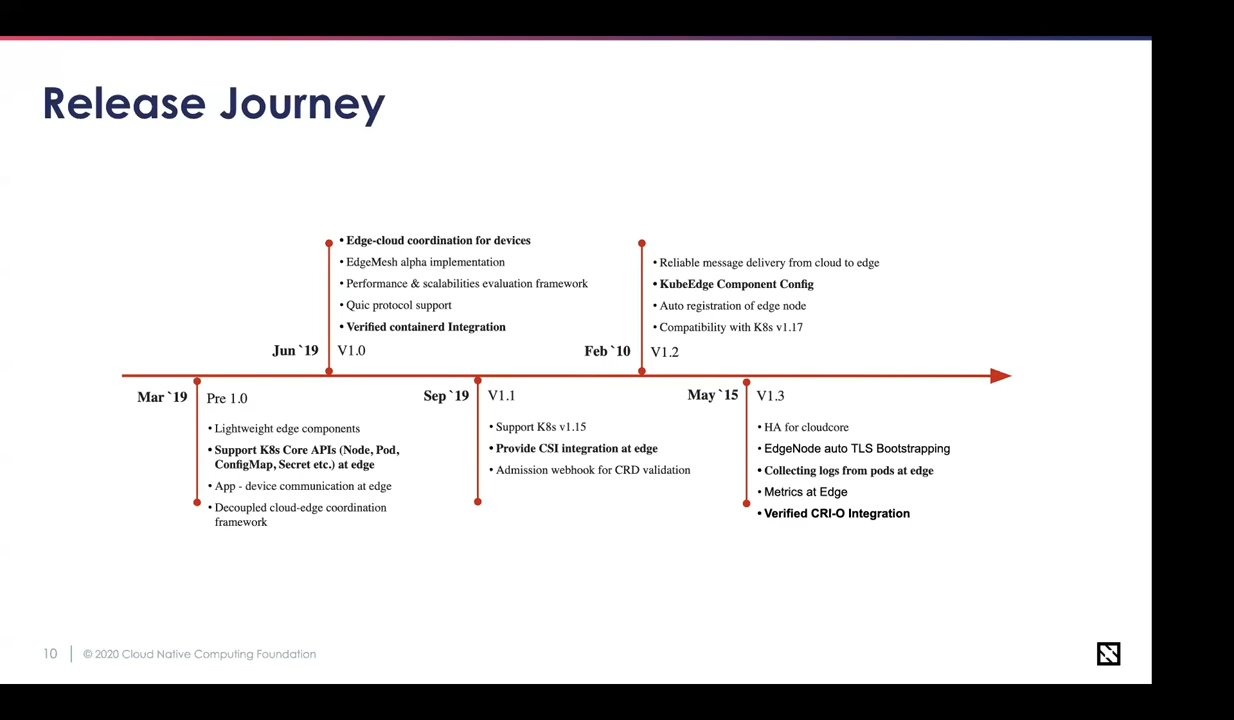 Release Journey
• Edge-cloud coordination for devices
• EdgeMesh alpha implementation
• Performance & scalabilities evaluation framework
• Quic protocol support
• Verified containerd Integration
Jun `19 V1.0
• Reliable message delivery from cloud to edge
• KubeEdge Component Config
• Auto registration of edge node
• Compatibility with K8s v1.17
Feb `10 V1.2
Mar `19 Pre 1.0
• Lightweight edge components
• Support K8s Core APIs (Node, Pod,
ConfigMap, Secret etc.) at edge
• App - device communication at edge
• Decoupled cloud-edge coordination
framework
Sep `19 V1.1
• Support K8s v1.15
• Provide CSI integration at edge
• Admission webhook for CRD validation
May `15 V1.3
• HA for cloudcore
• EdgeNode auto TLS Bootstrapping
• Collecting logs from pods at edge
• Metrics at Edge
• Verified CRI-O Integration
10 © 2020 Cloud Native Computing Foundation